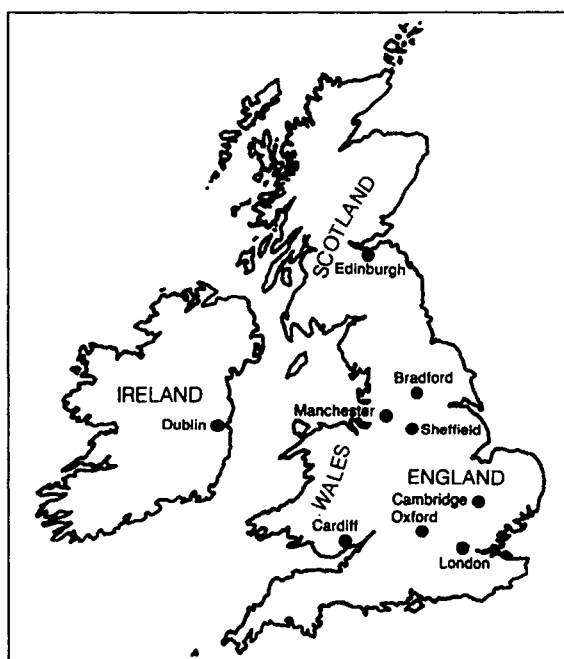 SCOTLAND
Edinburgh
Bradford
IRELAND
Manchester
Dublin
Sheffield
WALES
ENGLAND
Cambridge
Oxford
Cardiff
London